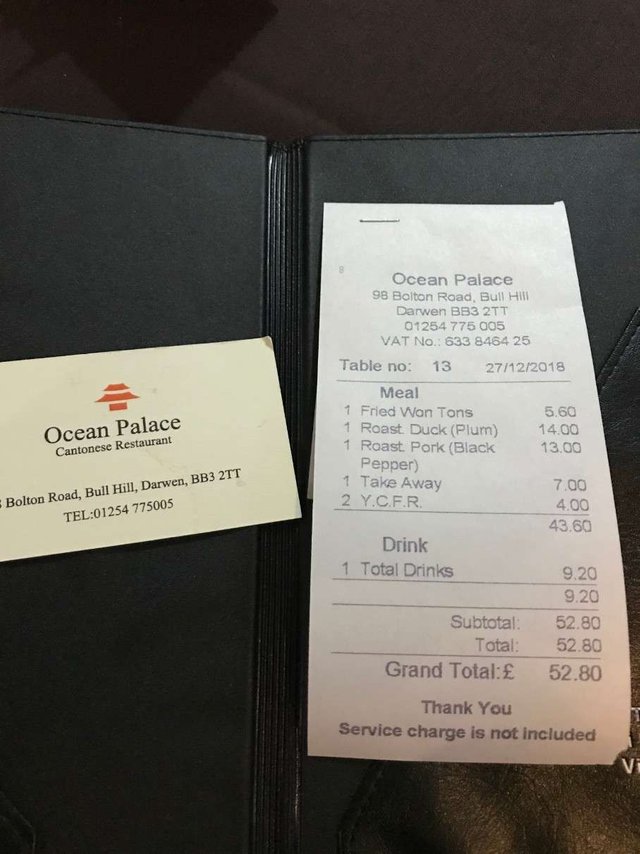 Ocean Palace
Cantonese Restaurant
Bolton Road, Bull Hill, Darwen, BB3 2TT
TEL:01254 775005
8
Ocean Palace
98 Bolton Road, Bull Hill
Darwen BB3 2TT
01254 775 005
VAT No.: 633 8464 25
Table no: 13 27/12/2018
Meal
1 Fried Won Tons 5.60
1 Roast Duck (Plum) 14.00
1 Roast Pork (Black 13.00
Pepper)
1 Take Away 7.00
2 Y.C.F.R. 4.00
43.60
Drink
1 Total Drinks 9.20
9.20
Subtotal: 52.80
Total: 52.80
Grand Total:£ 52.80
Thank You
Service charge is not included